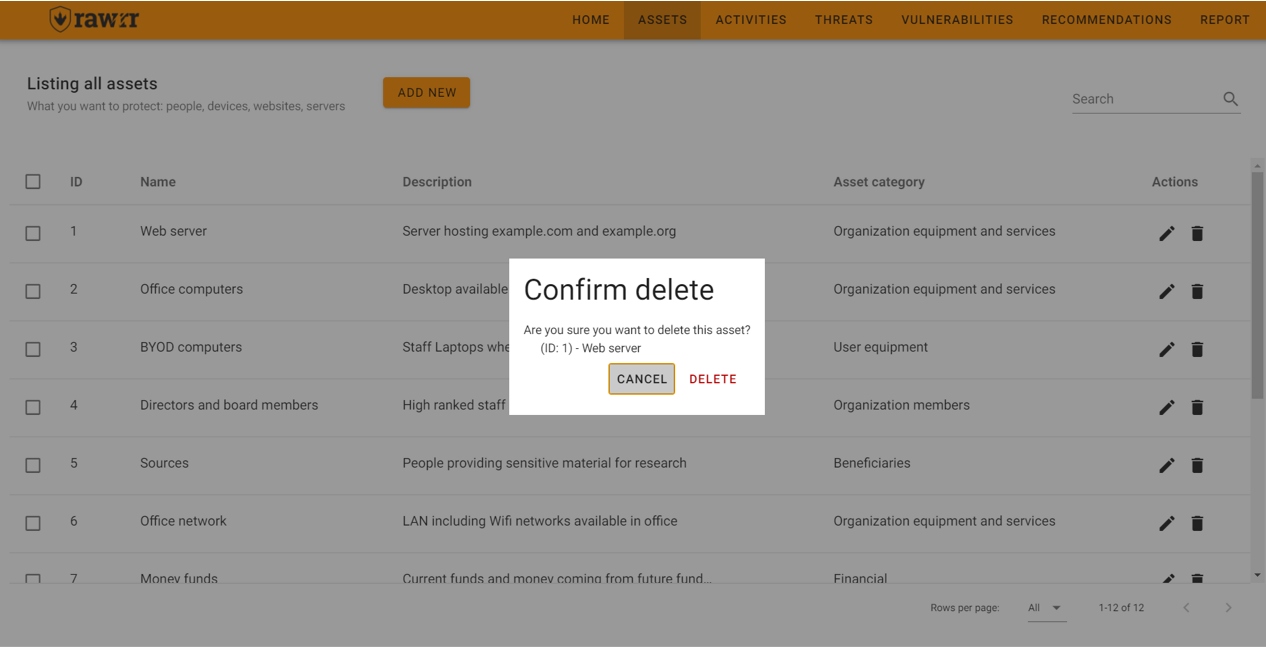 rawrr
HOME ASSETS ACTIVITIES THREATS VULNERABILITIES RECOMMENDATIONS REPORT
Listing all assets
What you want to protect: people, devices, websites, servers
ADD NEW
Search
ID Name Description Asset category Actions
1 Web server Server hosting example.com and example.org Organization equipment and services
2 Office computers Desktop available Organization equipment and services
3 BYOD computers Staff Laptops User equipment
4 Directors and board members High ranked staff Organization members
5 Sources People providing sensitive material for research Beneficiaries
6 Office network LAN including Wifi networks available in office Organization equipment and services
7 Money funds Current funds and money coming from future fund... Financial
Confirm delete
Are you sure you want to delete this asset?
(ID: 1) - Web server
CANCEL DELETE
Rows per page: All 1-12 of 12